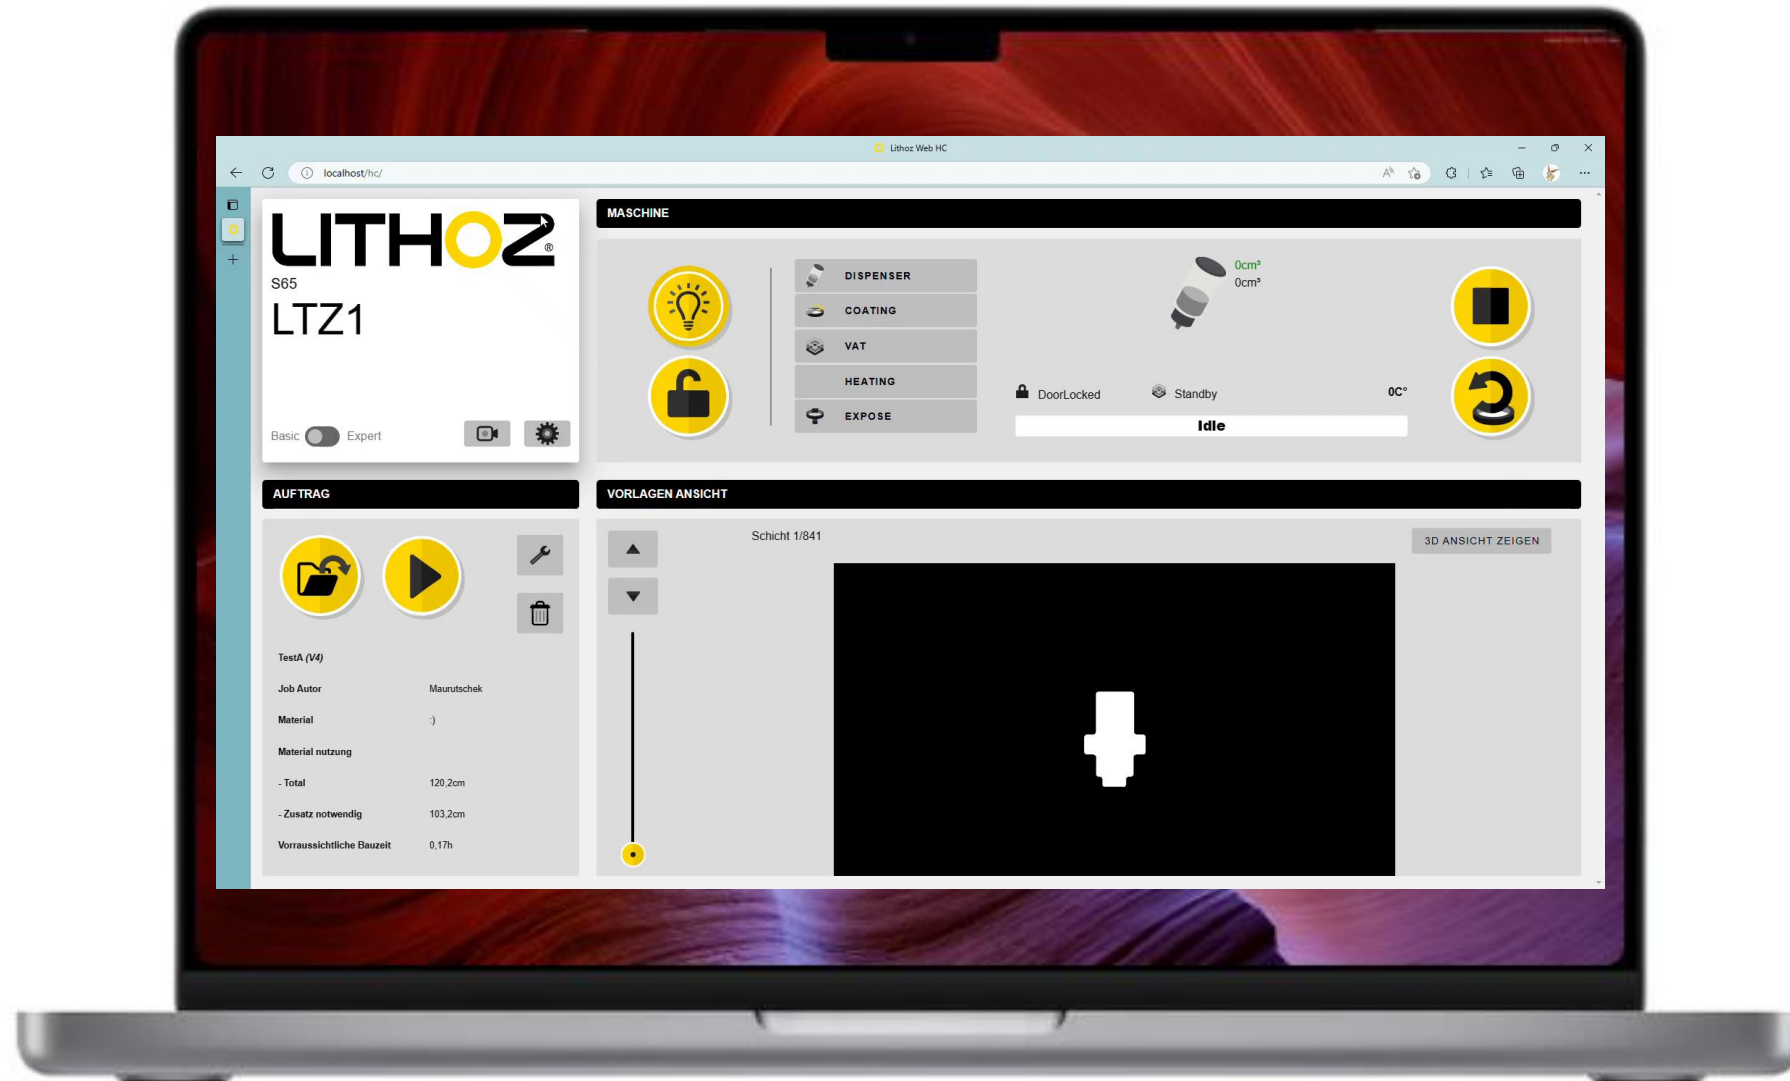 Lithoz Web HC
localhost/hc/
LITHOZ®
S65
LTZ1
Basic Expert
MASCHINE
DISPENSER
COATING
VAT
HEATING
EXPOSE
0cm³
0cm³
DoorLocked Standby 0C°
Idle
AUFTRAG
TestA (V4)
Job Autor Maurutschek
Material :)
Material nutzung
- Total 120,2cm
- Zusatz notwendig 103,2cm
Vorraussichtliche Bauzeit 0,17h
VORLAGEN ANSICHT
Schicht 1/841
3D ANSICHT ZEIGEN